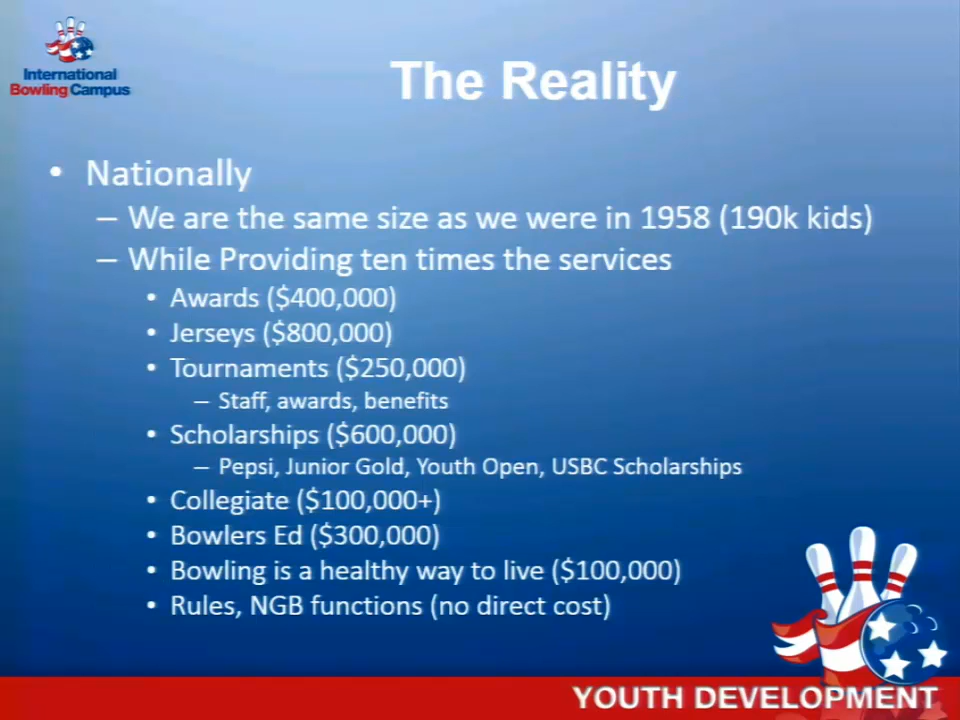 International
Bowling Campus
The Reality
• Nationally
– We are the same size as we were in 1958 (190k kids)
– While Providing ten times the services
• Awards ($400,000)
• Jerseys ($800,000)
• Tournaments ($250,000)
– Staff, awards, benefits
• Scholarships ($600,000)
– Pepsi, Junior Gold, Youth Open, USBC Scholarships
• Collegiate ($100,000+)
• Bowlers Ed ($300,000)
• Bowling is a healthy way to live ($100,000)
• Rules, NGB functions (no direct cost)
YOUTH DEVELOPMENT